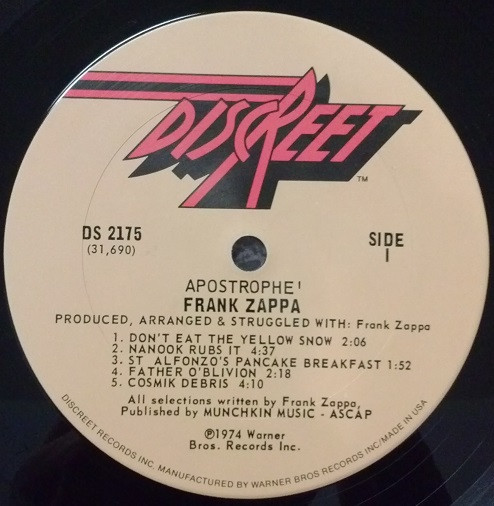 DISCREET
TM
DS 2175
(31,690)
SIDE
1
APOSTROPHE'
FRANK ZAPPA
PRODUCED, ARRANGED & STRUGGLED WITH: Frank Zappa
1. DON'T EAT THE YELLOW SNOW 2:06
2. NANOOK RUBS IT 4:37
3. ST ALFONZO'S PANCAKE BREAKFAST 1:52
4. FATHER O'BLIVION 2:18
5. COSMIK DEBRIS 4:10
All selections written by Frank Zappa,
Published by MUNCHKIN MUSIC - ASCAP
℗1974 Warner
Bros. Records Inc.
DISCREET RECORDS INC. MANUFACTURED BY WARNER BROS RECORDS INC/MADE IN USA